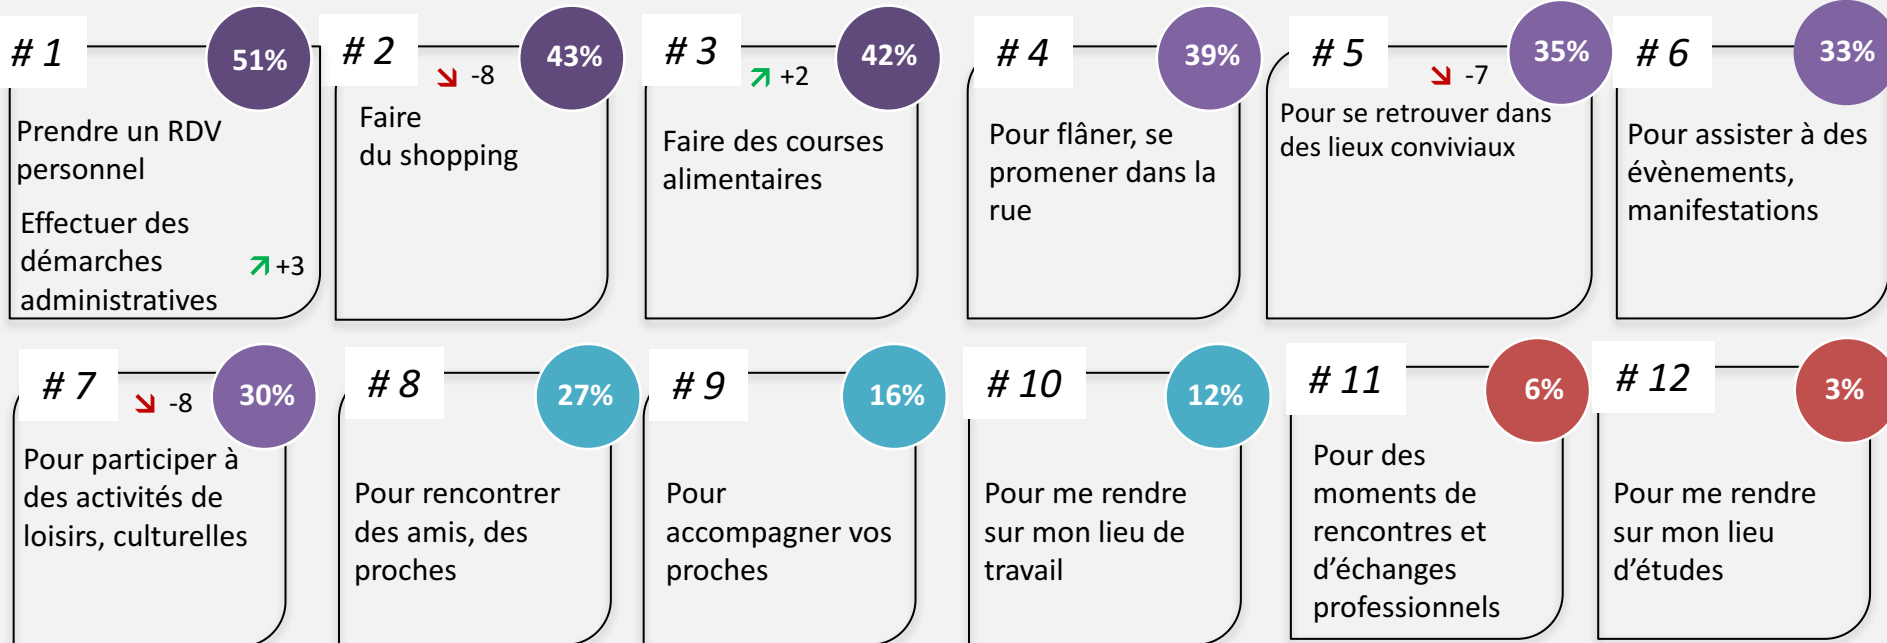 # 1
51%
Prendre un RDV
personnel
Effectuer des
démarches
administratives
+3
# 2
-8
43%
Faire
du shopping
# 3
+2
42%
Faire des courses
alimentaires
# 4
39%
Pour flâner, se
promener dans la
rue
# 5
-7
35%
Pour se retrouver dans
des lieux conviviaux
# 6
33%
Pour assister à des
évènements,
manifestations
# 7
-8
30%
Pour participer à
des activités de
loisirs, culturelles
# 8
27%
Pour rencontrer
des amis, des
proches
# 9
16%
Pour
accompagner vos
proches
# 10
12%
Pour me rendre
sur mon lieu de
travail
# 11
6%
Pour des
moments de
rencontres et
d’échanges
professionnels
# 12
3%
Pour me rendre
sur mon lieu
d’études